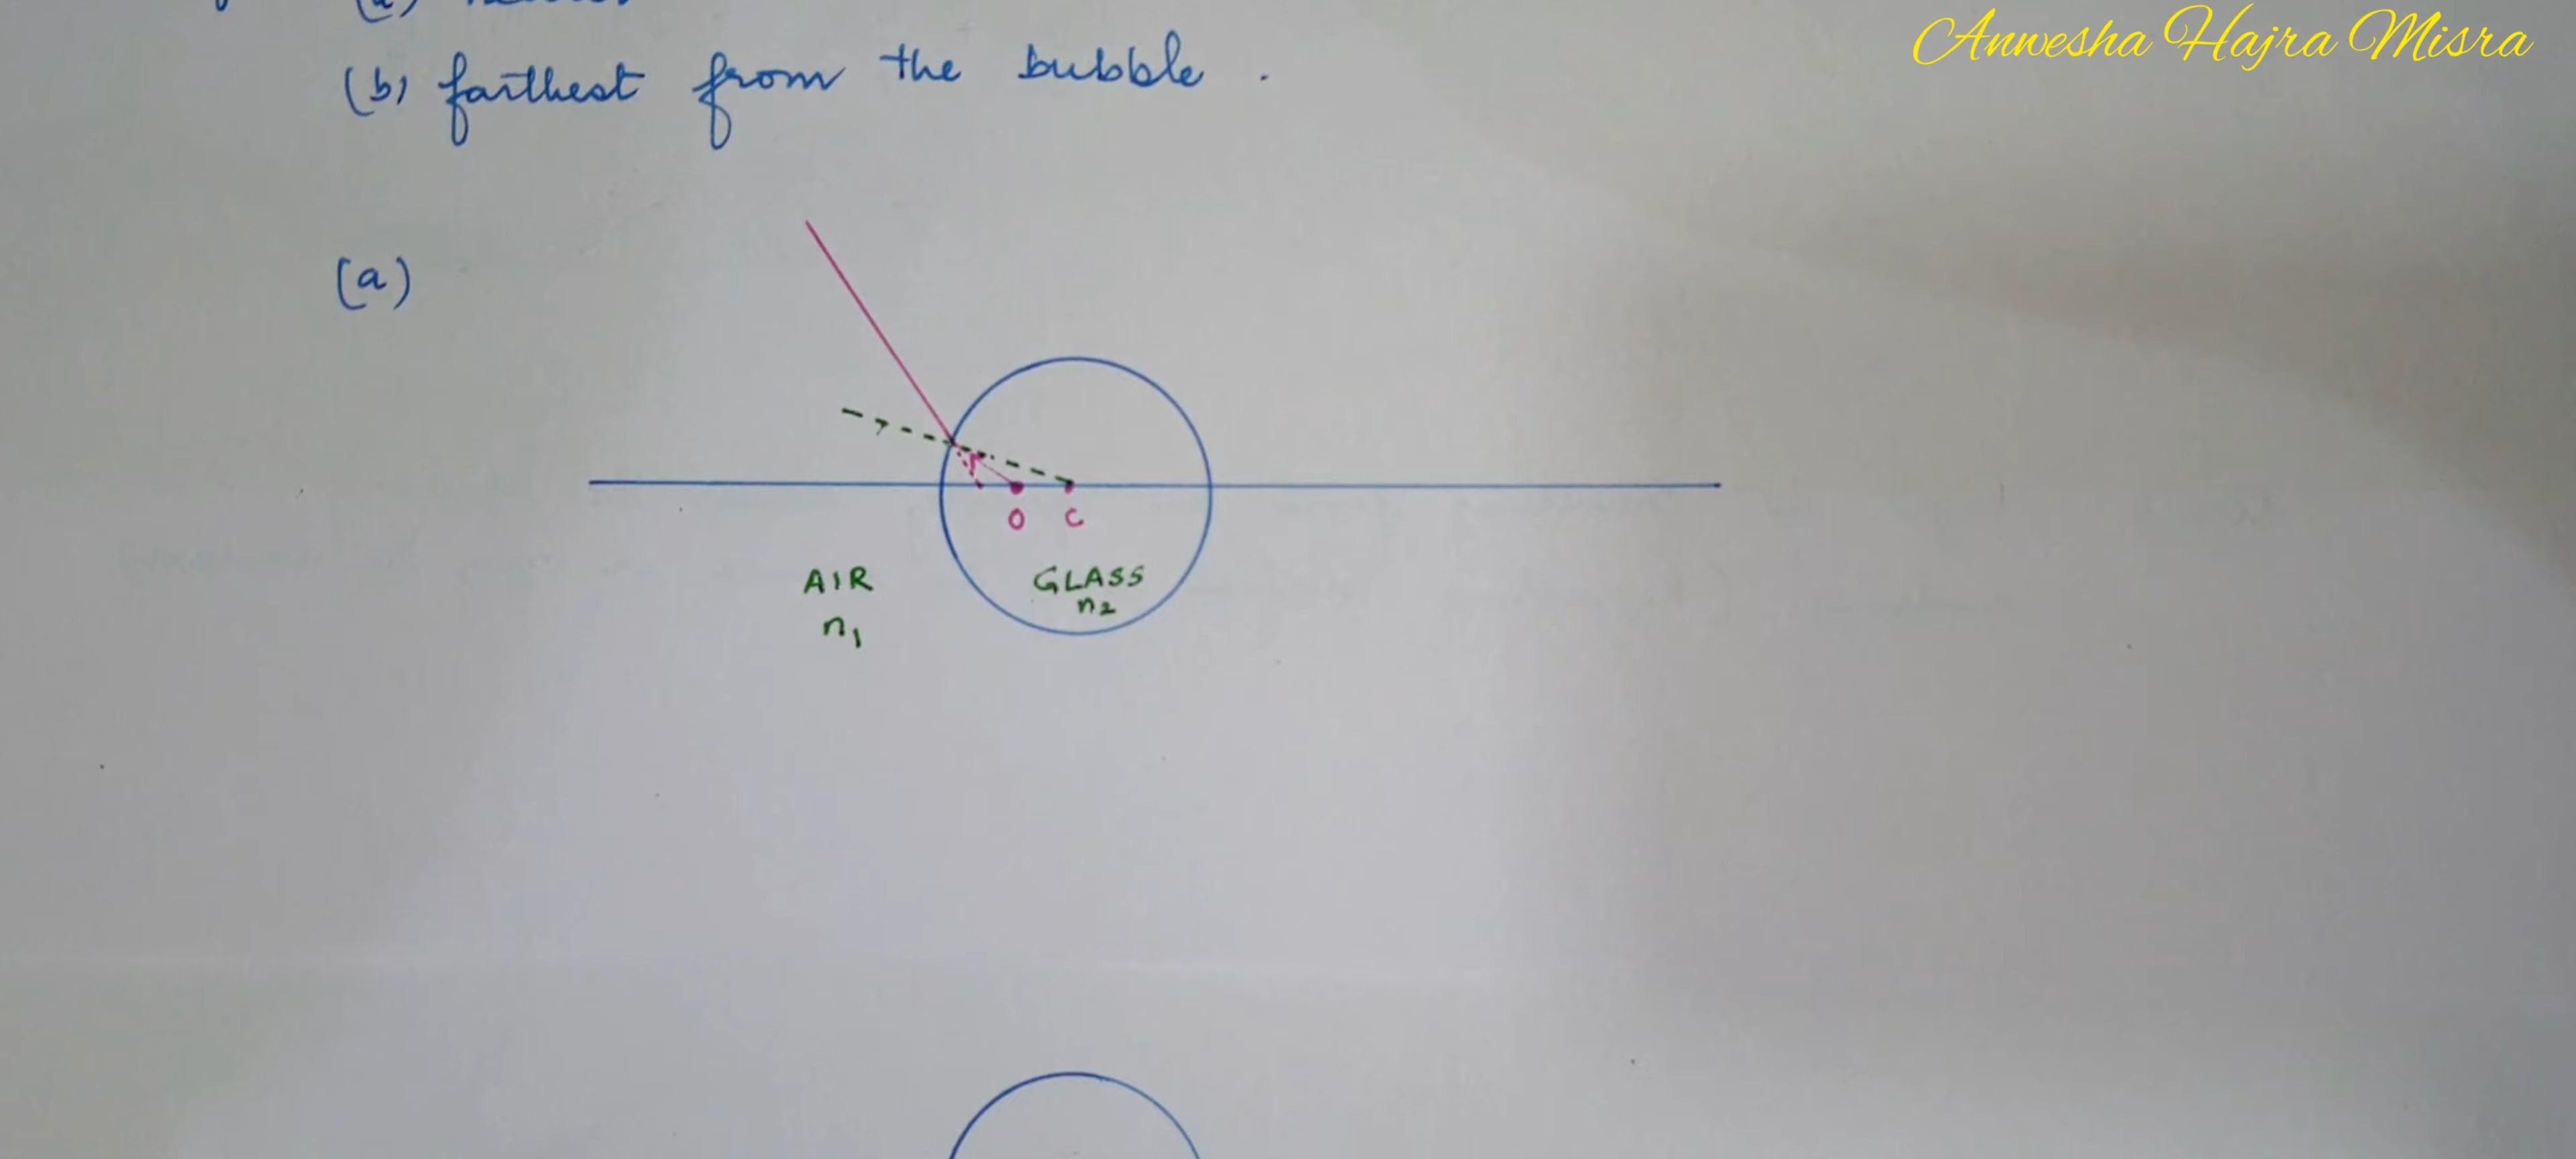 Anwesha Hajra Misra
(a)
(b) farthest from the bubble.
(a)
O C
AIR
n₁
GLASS
n₂